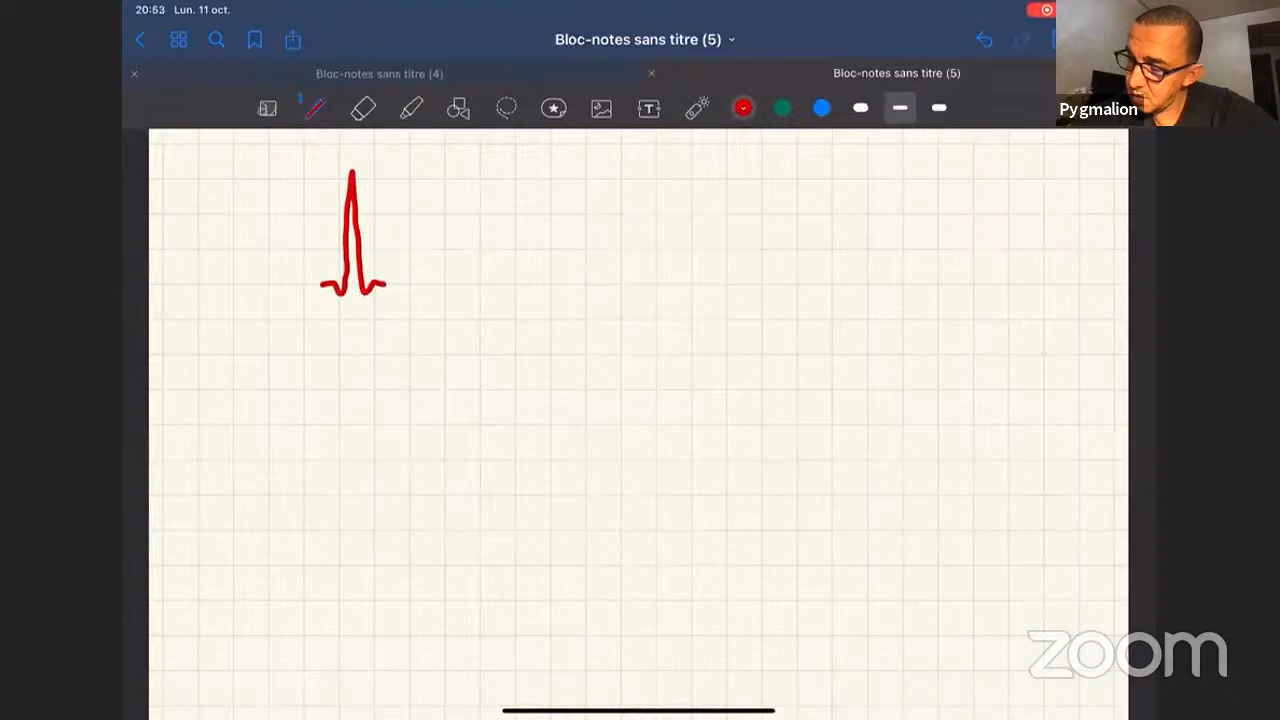 20:53 Lun. 11 oct.
Bloc-notes sans titre (5)
Bloc-notes sans titre (4)
Bloc-notes sans titre (5)
T
Pygmalion
zoom